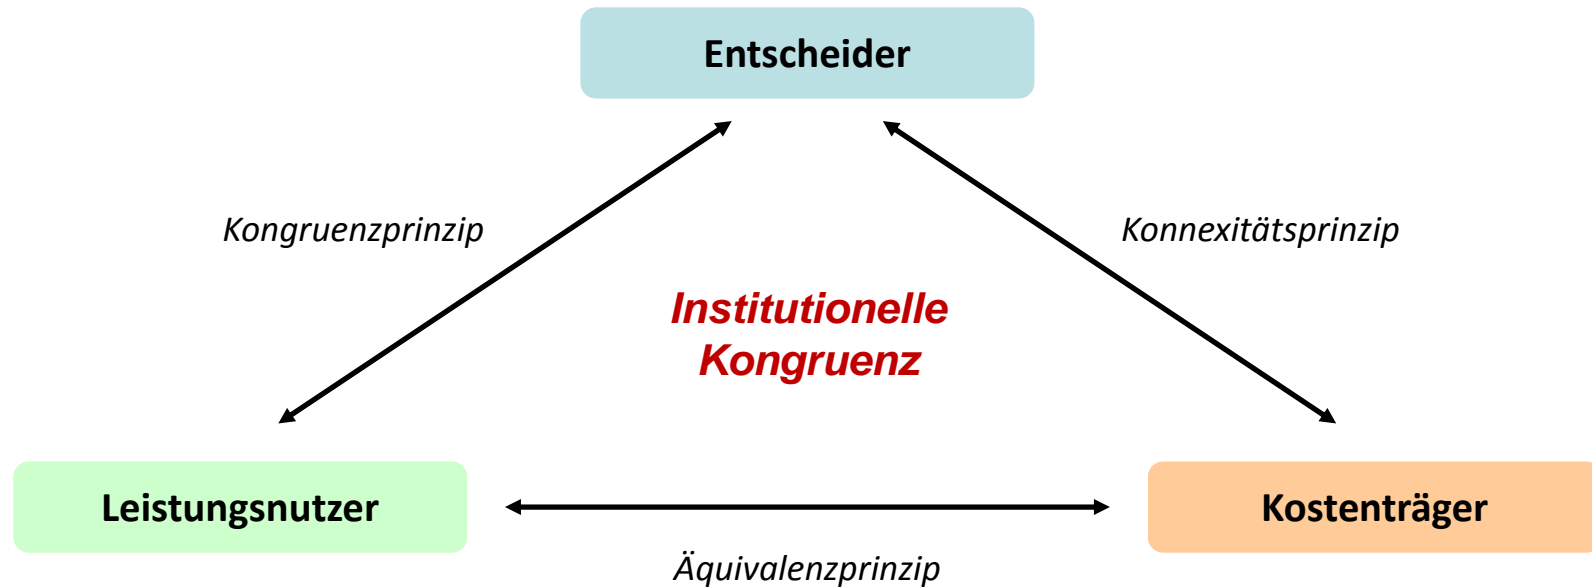 Entscheider
Kongruenzprinzip
Konnexitätsprinzip
Institutionelle
Kongruenz
Leistungsnutzer
Kostenträger
Äquivalenzprinzip